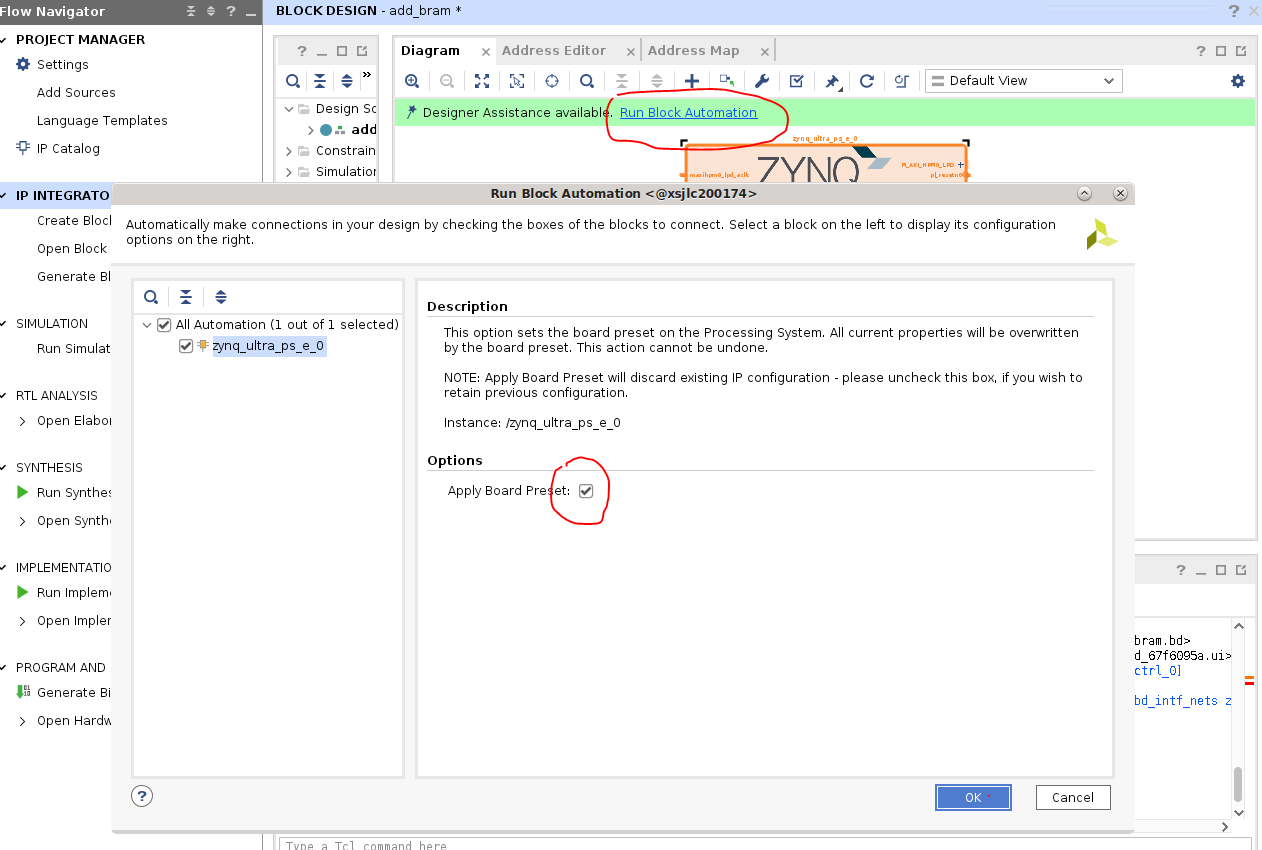 Flow Navigator
?
BLOCK DESIGN - add_bram *
?
PROJECT MANAGER
Settings
Add Sources
Language Templates
IP Catalog
IP INTEGRATO
Create Bloc
Open Block
Generate Bl
SIMULATION
Run Simulat
RTL ANALYSIS
Open Elabor
SYNTHESIS
Run Synthes
Open Synth
IMPLEMENTATIO
Run Impleme
Open Imple
PROGRAM AND
Generate Bi
Open Hardw
?
Design So
add
Constrain
Simulation
Diagram
Address Editor
Address Map
?
Default View
Designer Assistance available. Run Block Automation
zynq_ultra_ps_e_0
ZYNQ
maxihpm0_lpd_aclk
M_AXI_HPM0_LPD
pl_resetn0
Run Block Automation <@xsjlc200174>
Automatically make connections in your design by checking the boxes of the blocks to connect. Select a block on the left to display its configuration
options on the right.
All Automation (1 out of 1 selected)
zynq_ultra_ps_e_0
Description
This option sets the board preset on the Processing System. All current properties will be overwritten
by the board preset. This action cannot be undone.
NOTE: Apply Board Preset will discard existing IP configuration - please uncheck this box, if you wish to
retain previous configuration.
Instance: /zynq_ultra_ps_e_0
Options
Apply Board Preset:
?
OK
Cancel
?
bram.bd>
d_67f6095a.ui>
ctrl_0]
bd_intf_nets z
Type a Tcl command here